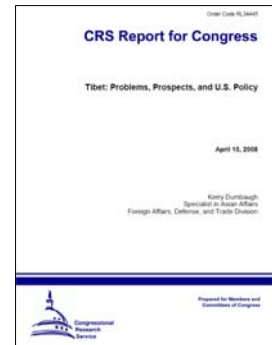 Order Code RL34445
CRS Report for Congress
Tibet: Problems, Prospects, and U.S. Policy
April 10, 2008
Kerry Dumbaugh
Specialist in Asian Affairs
Foreign Affairs, Defense, and Trade Division
Congressional
Research
Service
Prepared for Members and
Committees of Congress